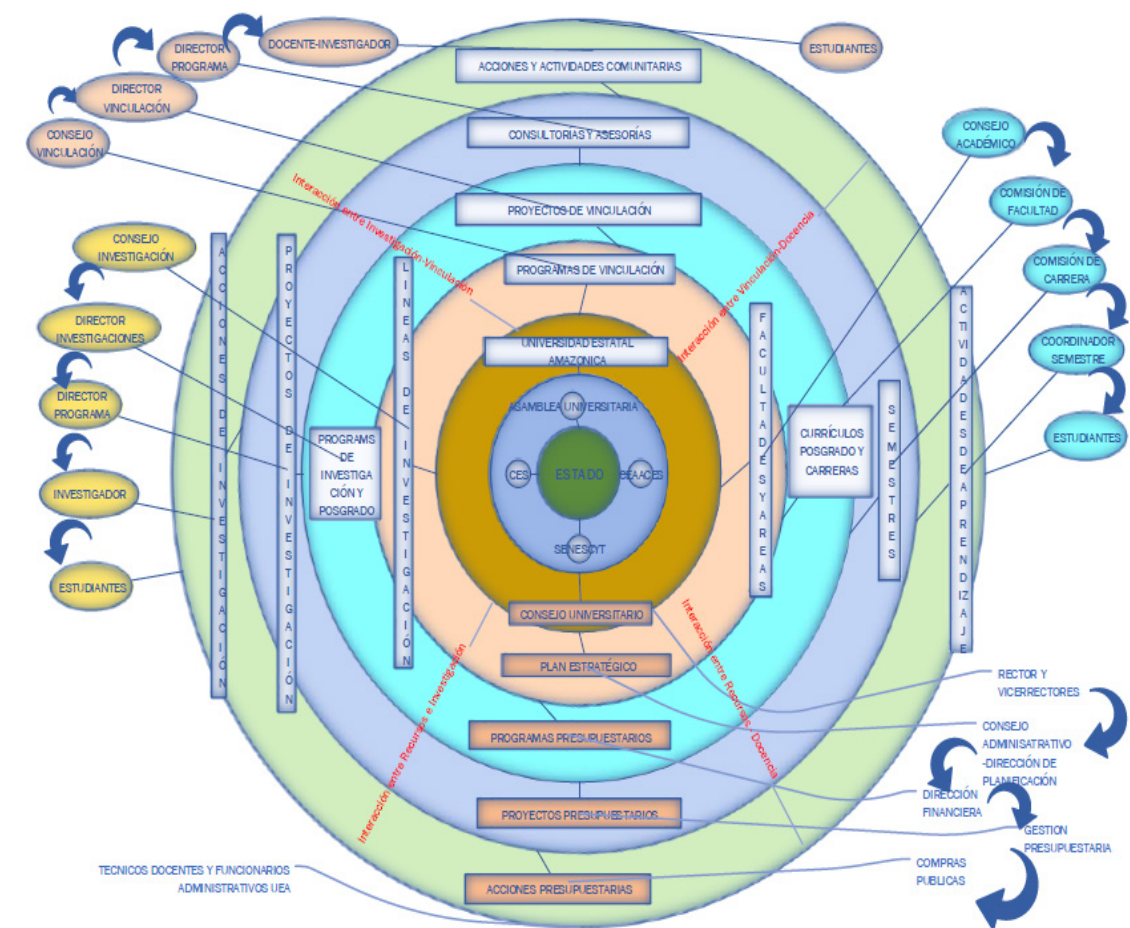 DOCENTE-INVESTIGADOR
ESTUDIANTES
DIRECTOR
PROGRAMA
ACCIONES Y ACTIVIDADES COMUNITARIAS
DIRECTOR
VINCULACIÓN
CONSEJO
VINCULACIÓN
CONSULTORIAS Y ASESORÍAS
CONSEJO
ACADÉMICO
Interacción entre Investigación-Vinculación
PROYECTOS DE VINCULACIÓN
Interacción entre Vinculación-Docencia
COMISIÓN DE
FACULTAD
CONSEJO
INVESTIGACIÓN
PROGRAMAS DE VINCULACIÓN
COMISIÓN DE
CARRERA
DIRECTOR
INVESTIGACIONES
UNIVERSIDAD ESTATAL
AMAZONICA
COORDINADOR
SEMESTRE
DIRECTOR
PROGRAMA
ASAMBLEA UNIVERSITARIA
ESTUDIANTES
ACCIONES DE INVESTIGACIÓN
PROYECTOS DE INVESTIGACIÓN
PROGRAMS
DE
INVESTIGA
CIÓN Y
POSGRADO
LINEAS DE INVESTIGACIÓN
CES
ESTADO
CEAACES
SENESCYT
FACULTADES Y AREAS
CURRÍCULOS
POSGRADO Y
CARRERAS
SEMESTRES
ACTIVIDADES DE APRENDIZAJE
INVESTIGADOR
ESTUDIANTES
CONSEJO UNIVERSITARIO
PLAN ESTRATÉGICO
Interacción entre Recursos e Investigación
Interacción entre Recursos - Docencia
RECTOR Y
VICERRECTORES
PROGRAMAS PRESUPUESTARIOS
CONSEJO
ADMINISATRATIVO
-DIRECCIÓN DE
PLANIFICACIÓN
DIRECCIÓN
FINANCIERA
PROYECTOS PRESUPUESTARIOS
GESTION
PRESUPUESTARIA
TECNICOS DOCENTES Y FUNCIONARIOS
ADMINISTRATIVOS UEA
ACCIONES PRESUPUESTARIAS
COMPRAS
PUBLICAS